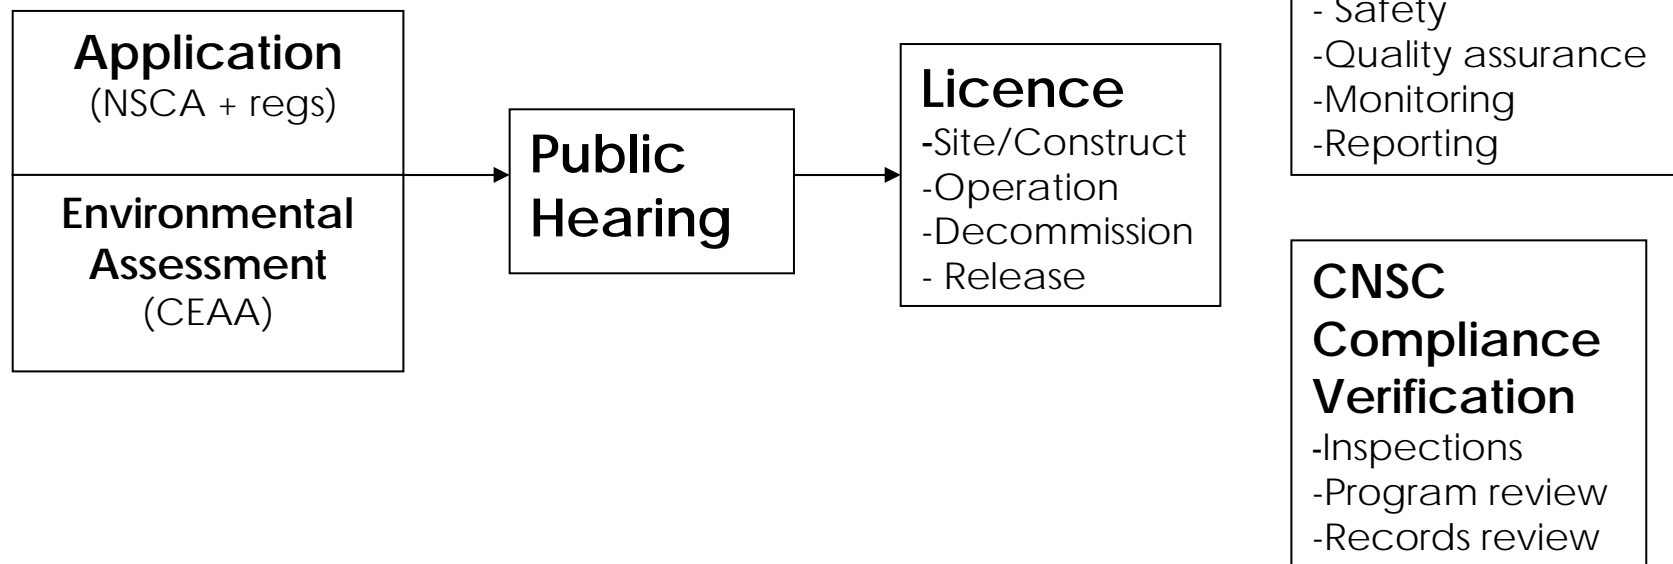 Application
(NSCA + regs)
Environmental
Assessment
(CEAA)
Public
Hearing
Licence
-Site/Construct
-Operation
-Decommission
- Release
- Safety
-Quality assurance
-Monitoring
-Reporting
CNSC
Compliance
Verification
-Inspections
-Program review
-Records review